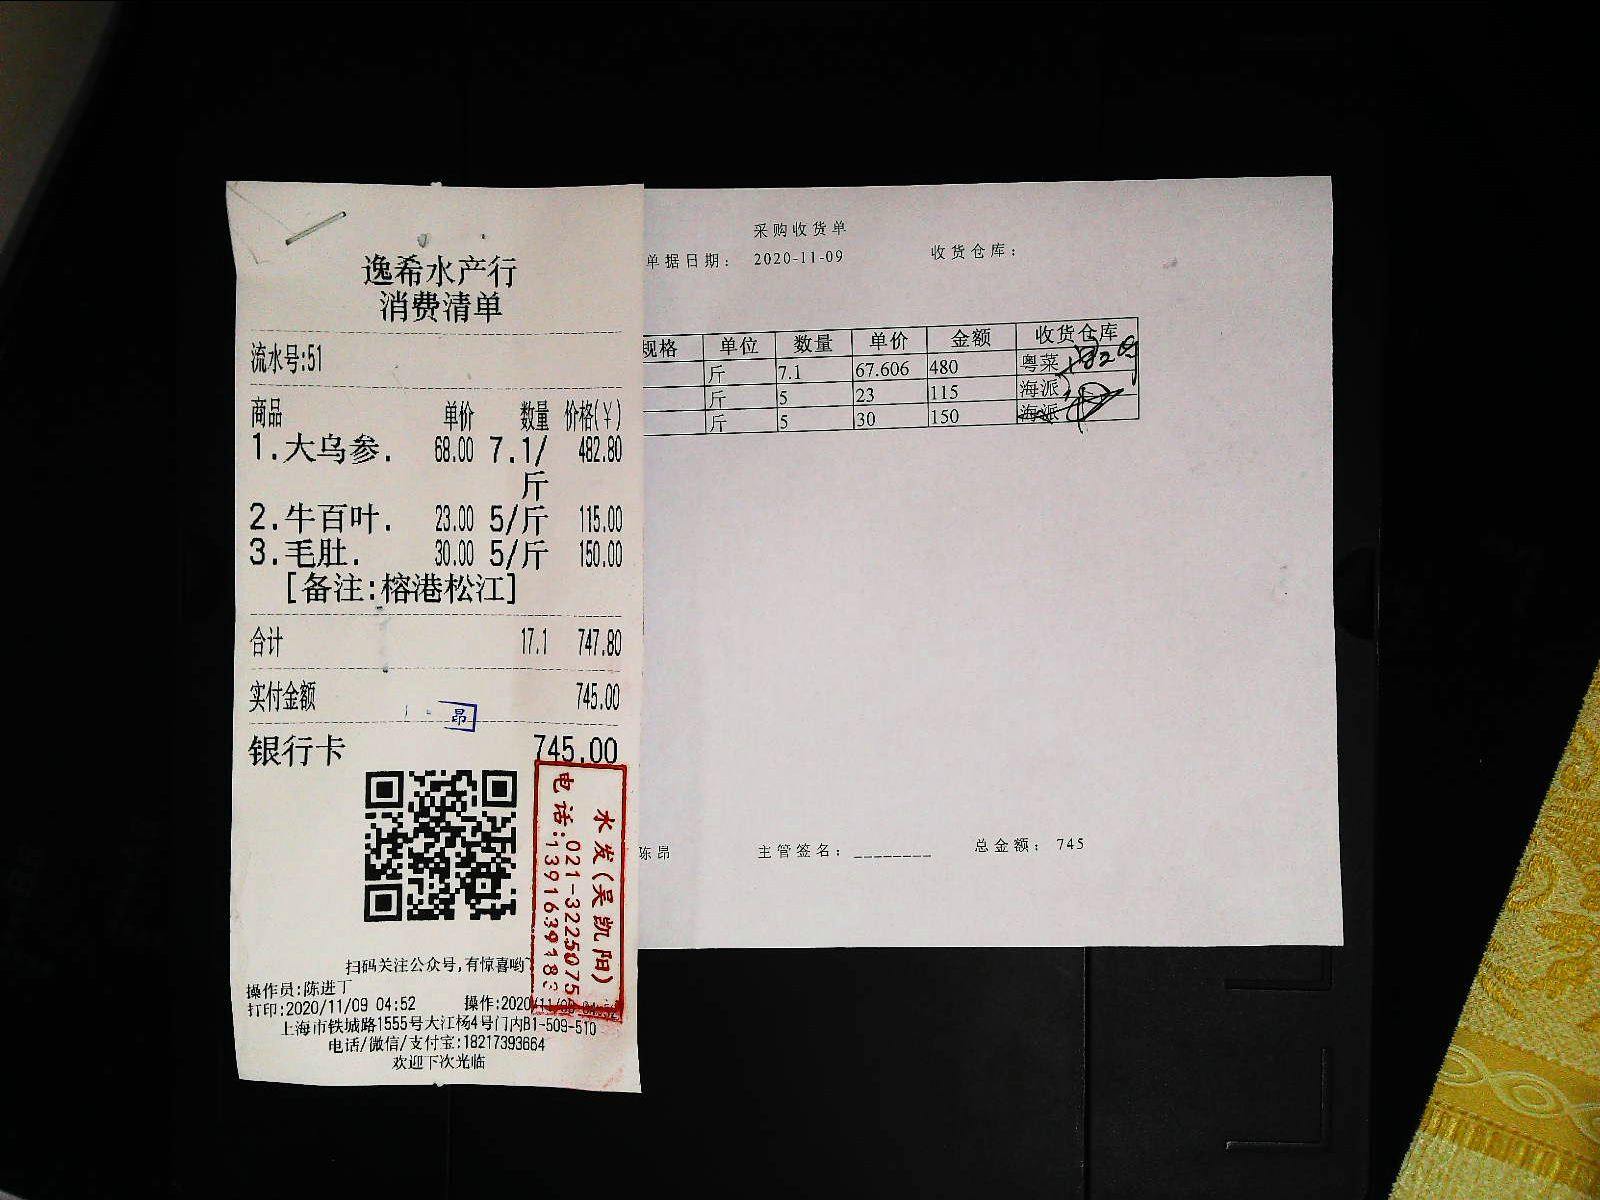 逸希水产行
消费清单
流水号:51
商品 单价 数量 价格(¥)
1.大乌参. 68.00 7.1/斤 482.80
2.牛百叶. 23.00 5/斤 115.00
3.毛肚. 30.00 5/斤 150.00
[备注:榕港松江]
合计 17.1 747.80
实付金额 745.00
昂
银行卡 745.00
水发(吴凯阳)
电话:021-32250754
13916391183
扫码关注公众号,有惊喜哟
操作员:陈进丁
打印:2020/11/09 04:52 操作:2020/11/09 04:52
上海市铁城路1555号大江杨4号门内B1-509-510
电话/微信/支付宝:18217393664
欢迎下次光临
采购收货单
单据日期: 2020-11-09 收货仓库:
规格 单位 数量 单价 金额 收货仓库
斤 7.1 67.606 480 粤菜
斤 5 23 115 海派
斤 5 30 150 海派
陈昂 主管签名: ________ 总金额: 745